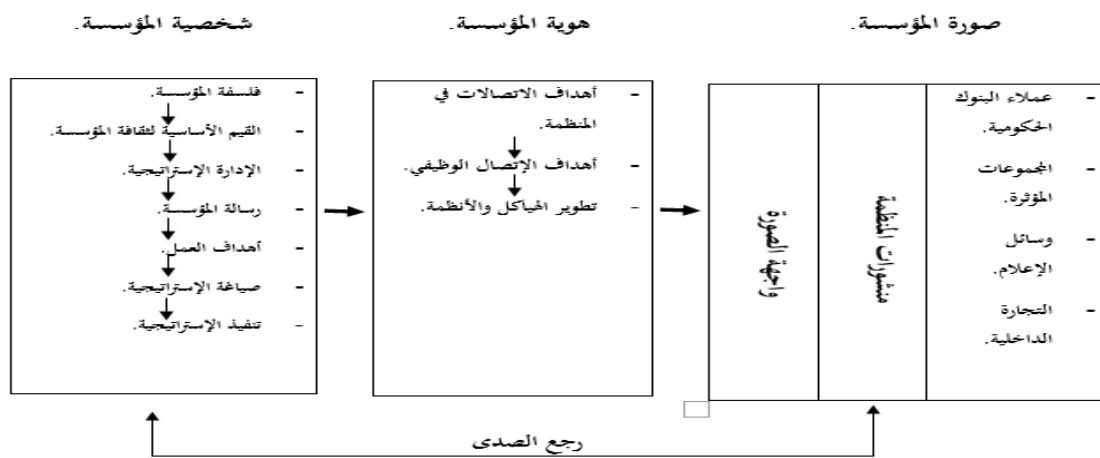 شخصية المؤسسة.
هوية المؤسسة.
صورة المؤسسة.
- فلسفة المؤسسة.
- القيم الأساسية لثقافة المؤسسة.
- الإدارة الإستراتيجية.
- رسالة المؤسسة.
- أهداف العمل.
- صياغة الإستراتيجية.
- تنفيذ الإستراتيجية.
- أهداف الاتصالات في
المنظمة.
- أهداف الإتصال الوظيفي.
- تطوير الهياكل والأنظمة.
واجهة الصورة
منشورات المنظمة
- عملاء البنوك
الحكومية.
- المجموعات
المؤثرة.
- وسائل
الإعلام.
- التجارة
الداخلية.
رجع الصدى